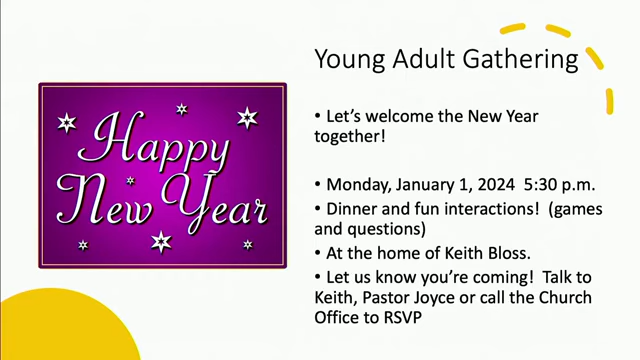 Young Adult Gathering
Happy
New Year
• Let's welcome the New Year
together!
• Monday, January 1, 2024 5:30 p.m.
• Dinner and fun interactions! (games
and questions)
• At the home of Keith Bloss.
• Let us know you're coming! Talk to
Keith, Pastor Joyce or call the Church
Office to RSVP